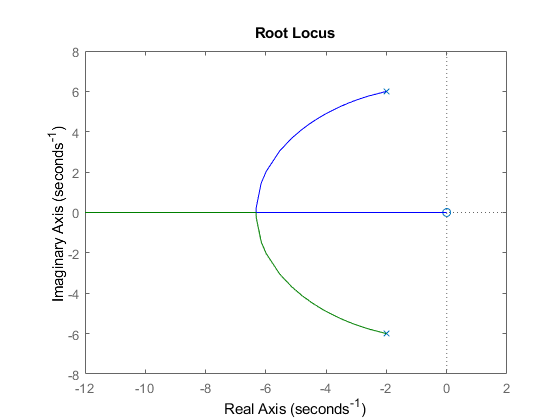 Root Locus
8
6
4
2
0
-2
-4
-6
-8
Imaginary Axis (seconds⁻¹)
-12 -10 -8 -6 -4 -2 0 2
Real Axis (seconds⁻¹)